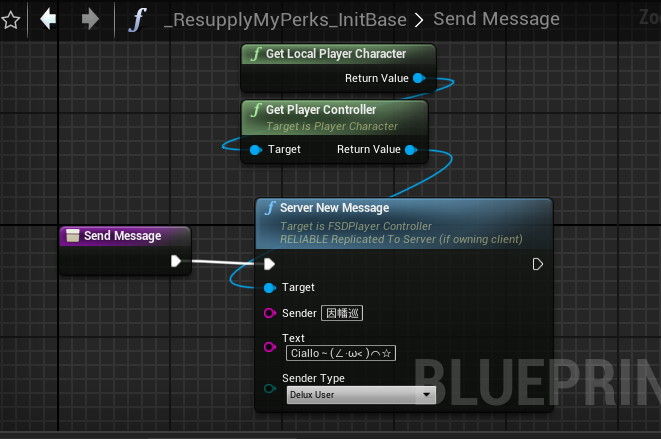 _ResupplyMyPerks_InitBase > Send Message
Zo
Get Local Player Character
Return Value
Get Player Controller
Target is Player Character
Target Return Value
Server New Message
Target is FSDPlayer Controller
RELIABLE Replicated To Server (if owning client)
Send Message
Target
Sender 因幡巡
Text
Ciallo～(∠·ω< )⌒☆
Sender Type
Delux User
BLUEPRIN